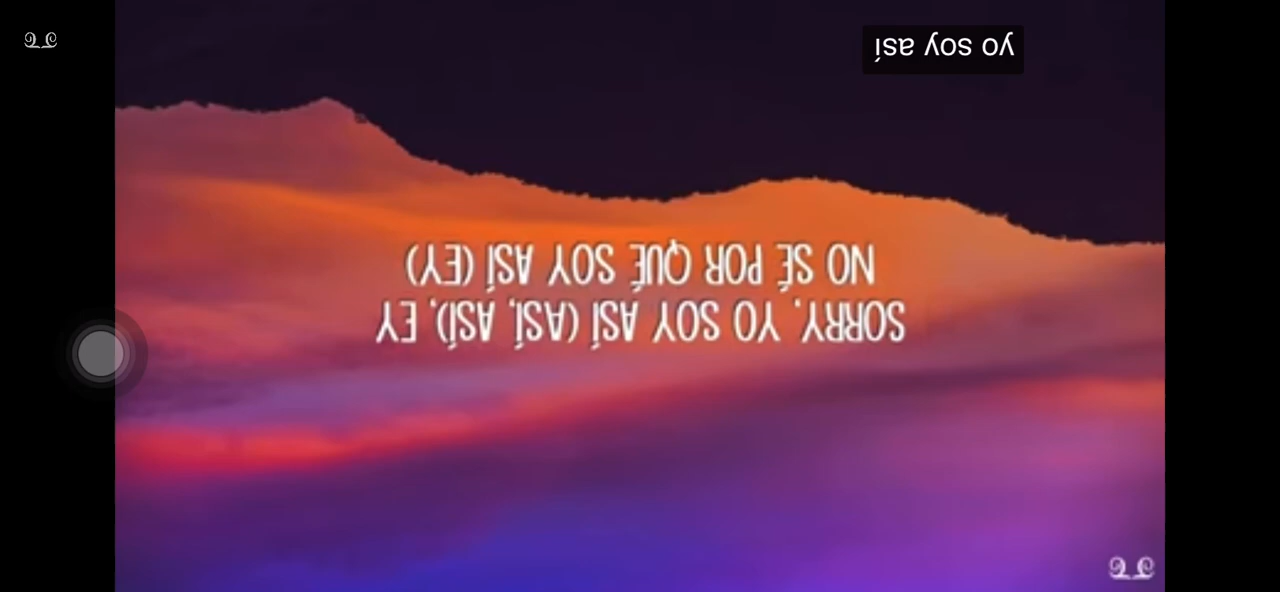 SORRY, YO SOY ASÍ (ASÍ, ASÍ), EY
NO SÉ POR QUÉ SOY ASÍ (EY)
yo soy así